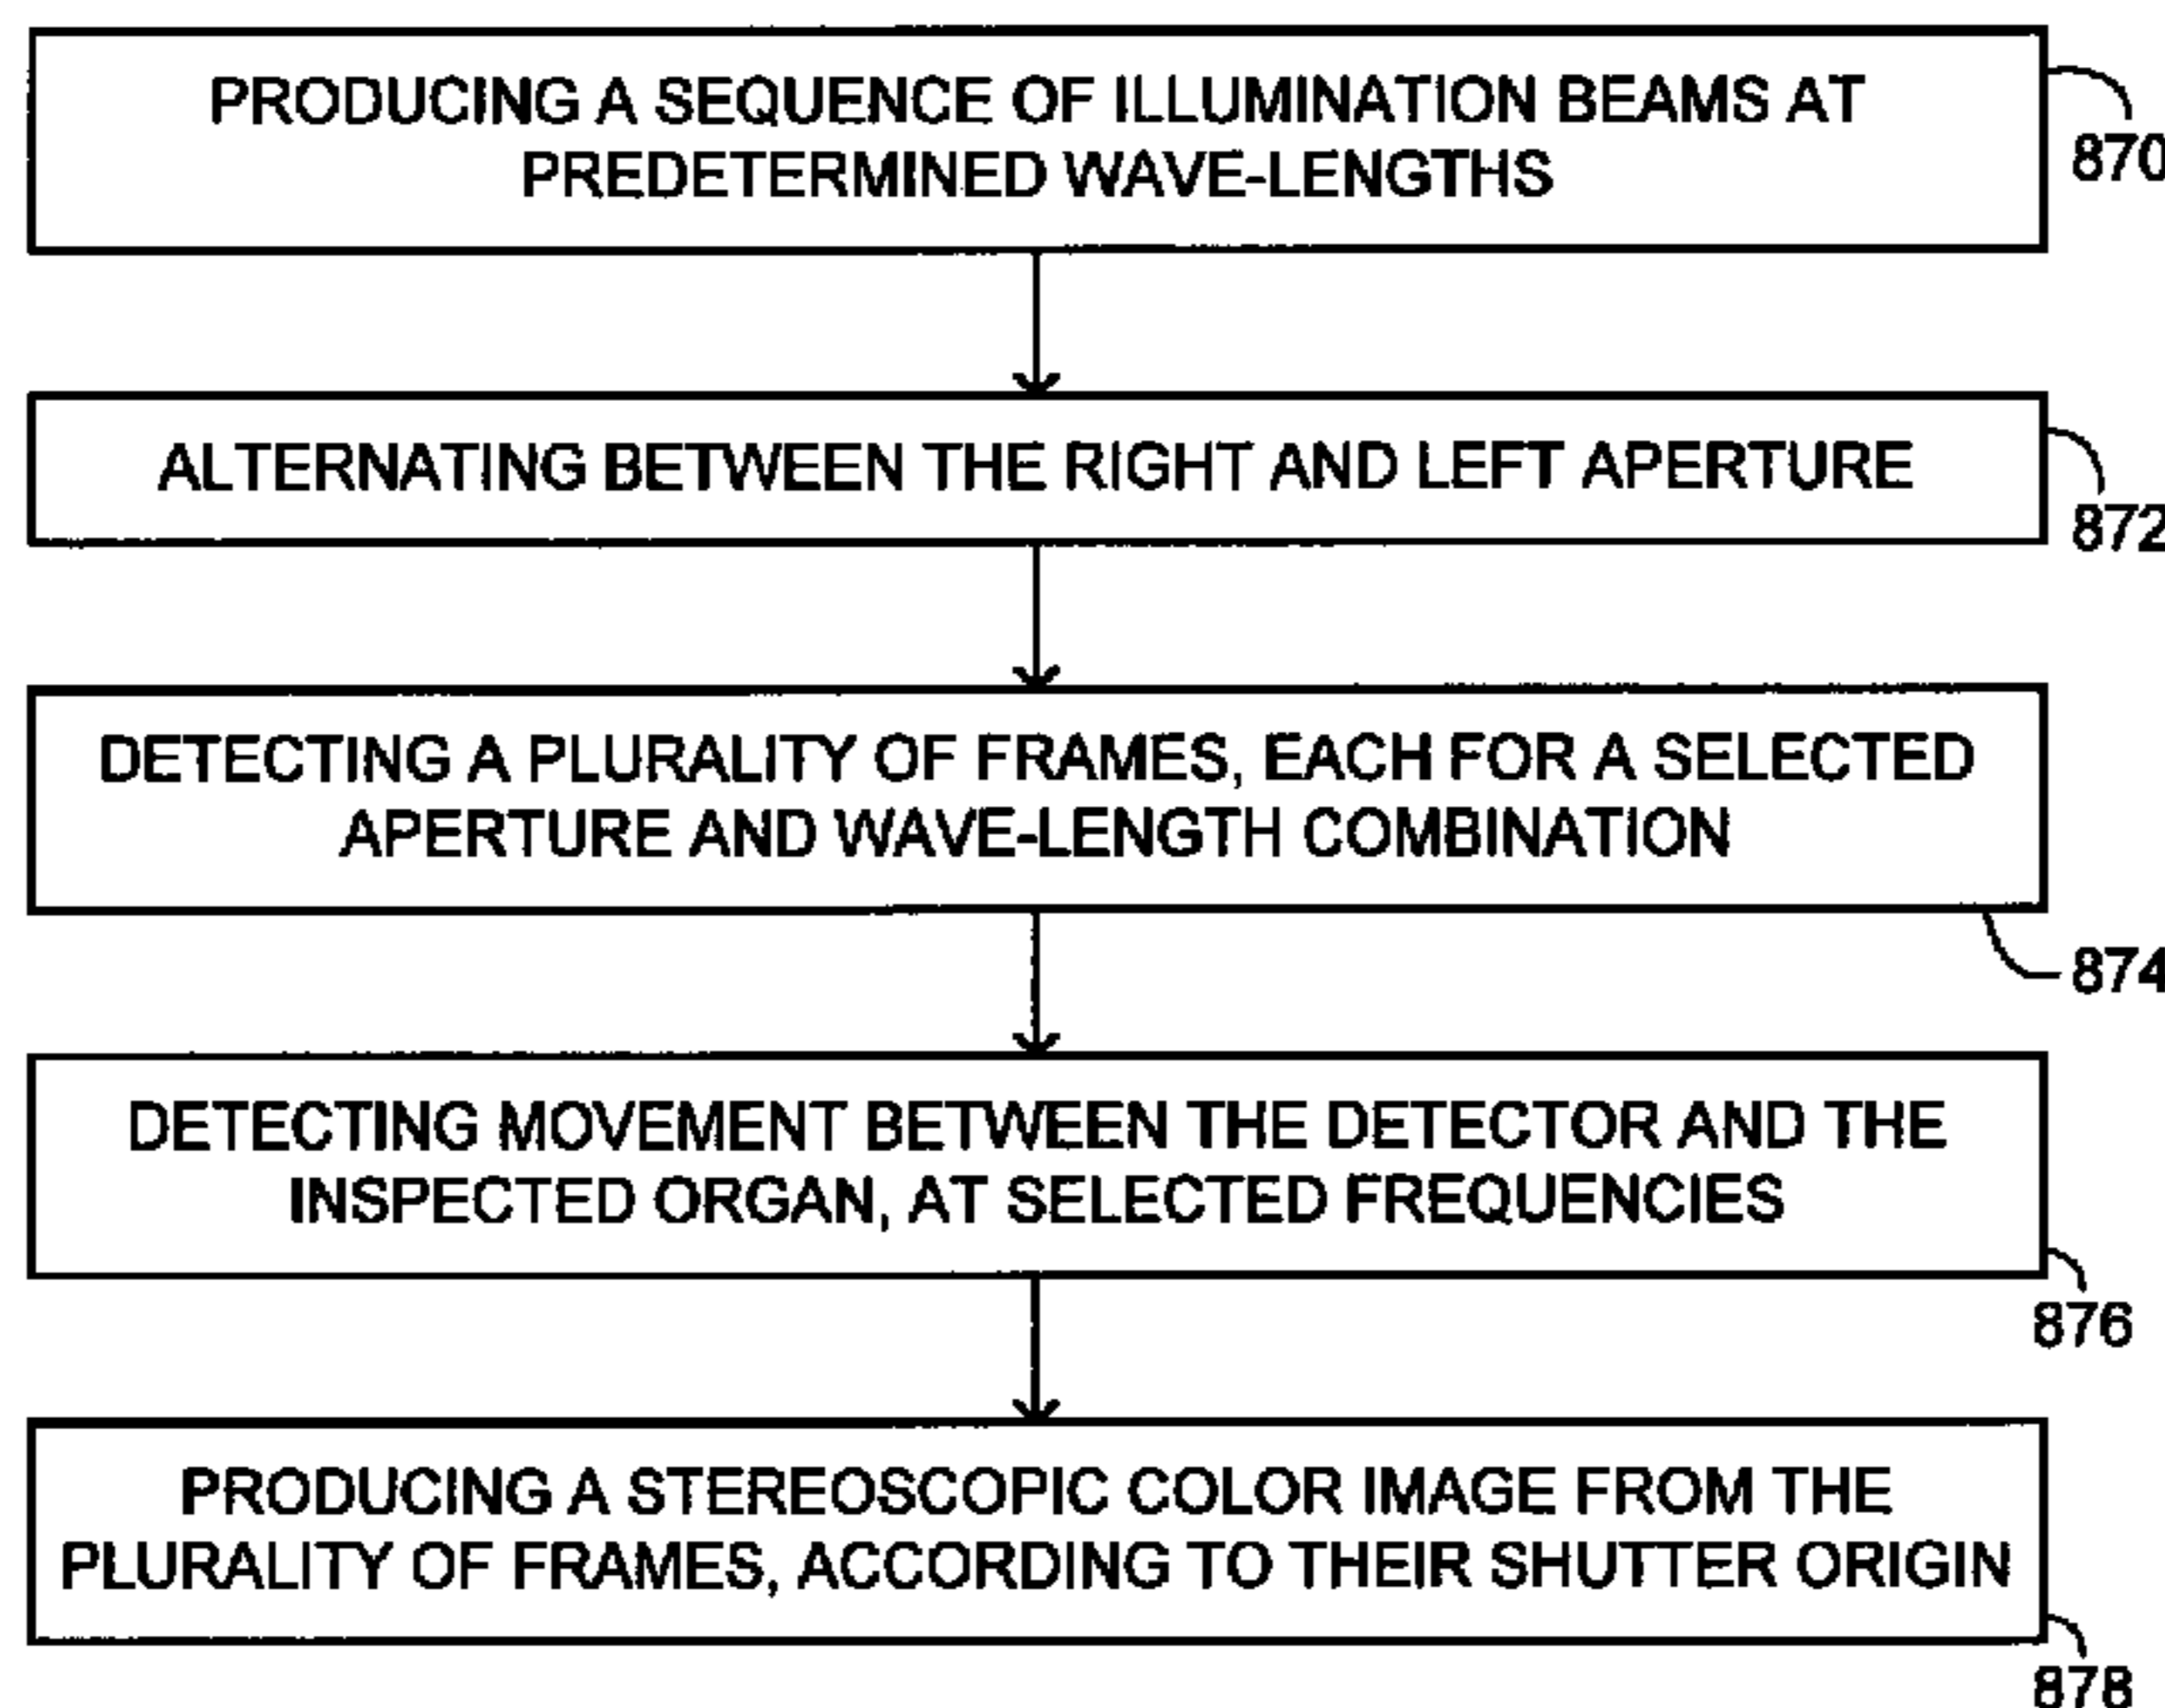 PRODUCING A SEQUENCE OF ILLUMINATION BEAMS AT
PREDETERMINED WAVE-LENGTHS
870
ALTERNATING BETWEEN THE RIGHT AND LEFT APERTURE
872
DETECTING A PLURALITY OF FRAMES, EACH FOR A SELECTED
APERTURE AND WAVE-LENGTH COMBINATION
874
DETECTING MOVEMENT BETWEEN THE DETECTOR AND THE
INSPECTED ORGAN, AT SELECTED FREQUENCIES
876
PRODUCING A STEREOSCOPIC COLOR IMAGE FROM THE
PLURALITY OF FRAMES, ACCORDING TO THEIR SHUTTER ORIGIN
878